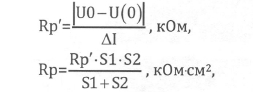 Rp′=|U0−U(0)|/ΔI , кОм,
Rp=Rp′·S1·S2/S1+S2 , кОм·см²,